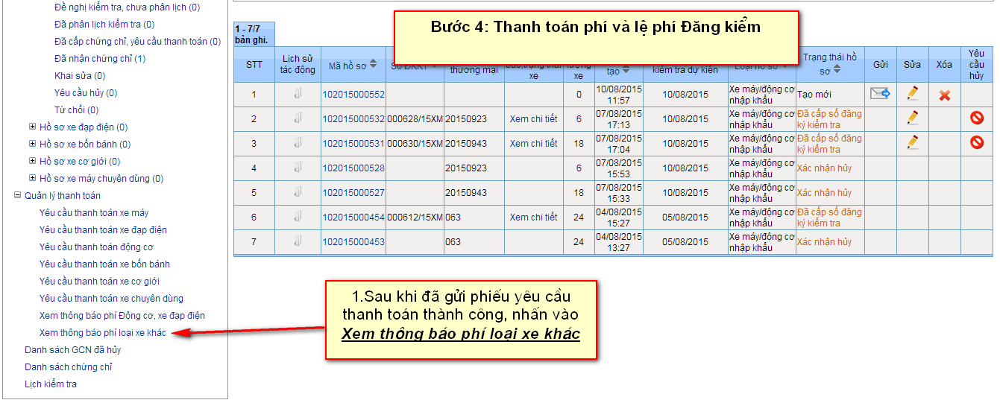 Đề nghị kiểm tra, chưa phân lịch (0)
Đã phân lịch kiểm tra (0)
Đã cấp chứng chỉ, yêu cầu thanh toán (0)
Đã nhận chứng chỉ (1)
Khai sửa (0)
Yêu cầu hủy (0)
Từ chối (0)
Hồ sơ xe đạp điện (0)
Hồ sơ xe bốn bánh (0)
Hồ sơ xe cơ giới (0)
Hồ sơ xe máy chuyên dùng (0)
Quản lý thanh toán
Yêu cầu thanh toán xe máy
Yêu cầu thanh toán xe đạp điện
Yêu cầu thanh toán động cơ
Yêu cầu thanh toán xe bốn bánh
Yêu cầu thanh toán xe cơ giới
Yêu cầu thanh toán xe chuyên dùng
Xem thông báo phí Động cơ, xe đạp điện
Xem thông báo phí loại xe khác
Danh sách GCN đã hủy
Danh sách chứng chỉ
Lịch kiểm tra
Bước 4: Thanh toán phí và lệ phí Đăng kiểm
1 - 7/7
bản ghi.
STT
Lịch sử
tác động
Mã hồ sơ
Số ĐKKT
thương mại
xe
xe
tạo
kiểm tra dự kiến
Loại hồ sơ
Trạng thái hồ
sơ
Gửi
Sửa
Xóa
Yêu
cầu
hủy
1 102015000552 0 10/08/2015 11:57 10/08/2015 Xe máy/động cơ nhập khẩu Tạo mới
2 102015000532 000628/15XM 20150923 Xem chi tiết 6 07/08/2015 17:13 10/08/2015 Xe máy/động cơ nhập khẩu Đã cấp số đăng ký kiểm tra
3 102015000531 000630/15XM 20150943 Xem chi tiết 18 07/08/2015 17:04 10/08/2015 Xe máy/động cơ nhập khẩu Đã cấp số đăng ký kiểm tra
4 102015000528 20150923 6 07/08/2015 15:53 10/08/2015 Xe máy/động cơ nhập khẩu Xác nhận hủy
5 102015000527 20150943 18 07/08/2015 15:33 10/08/2015 Xe máy/động cơ nhập khẩu Xác nhận hủy
6 102015000454 000612/15XM 063 Xem chi tiết 24 04/08/2015 15:27 05/08/2015 Xe máy/động cơ nhập khẩu Đã cấp số đăng ký kiểm tra
7 102015000453 063 24 04/08/2015 13:27 05/08/2015 Xe máy/động cơ nhập khẩu Xác nhận hủy
1.Sau khi đã gửi phiếu yêu cầu
thanh toán thành công, nhấn vào
Xem thông báo phí loại xe khác